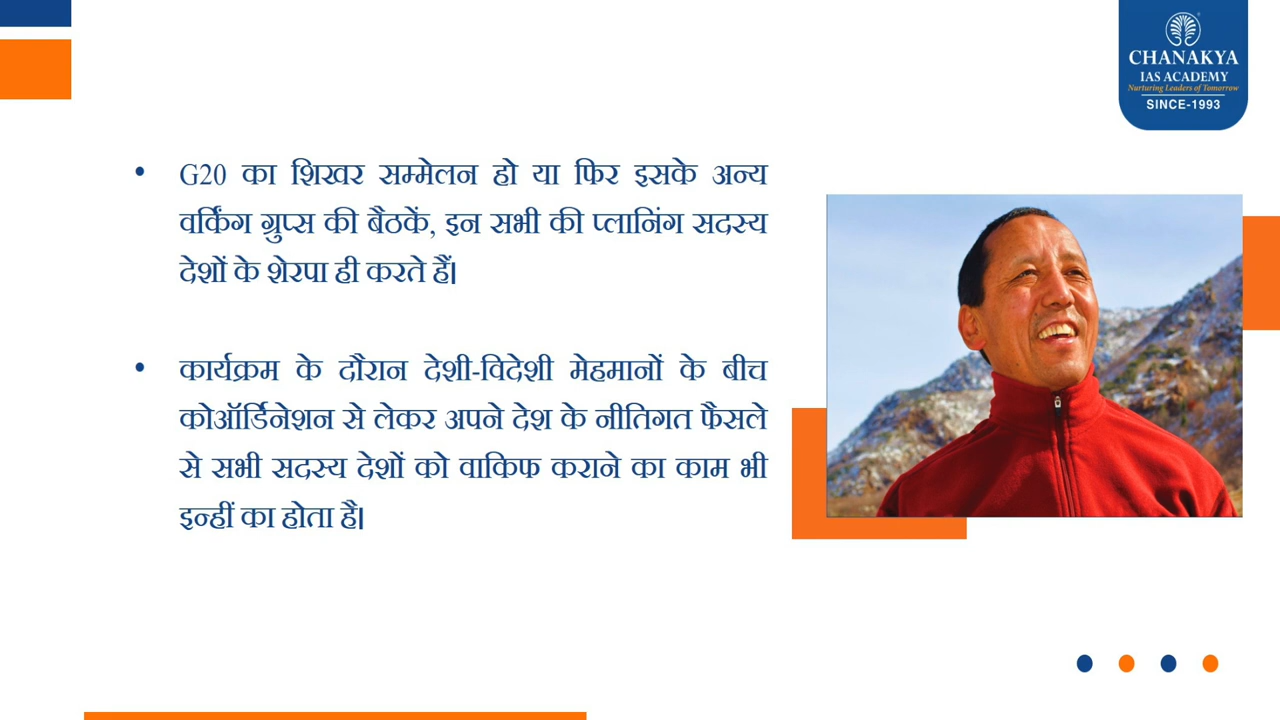 CHANAKYA
IAS ACADEMY
Nurturing Leaders of Tomorrow
SINCE-1993
• G20 का शिखर सम्मेलन हो या फिर इसके अन्य
वर्किंग ग्रुप्स की बैठकें, इन सभी की प्लानिंग सदस्य
देशों के शेरपा ही करते हैं।
• कार्यक्रम के दौरान देशी-विदेशी मेहमानों के बीच
कोऑर्डिनेशन से लेकर अपने देश के नीतिगत फैसले
से सभी सदस्य देशों को वाकिफ कराने का काम भी
इन्हीं का होता है।